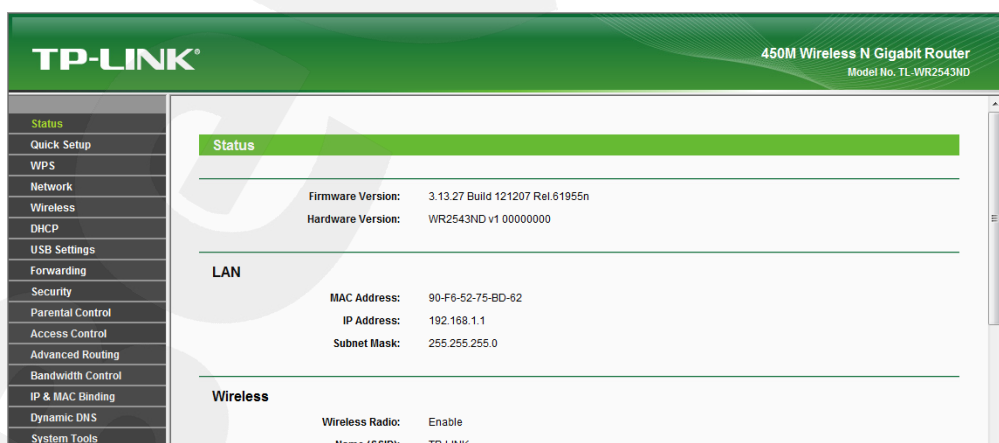 TP-LINK®
450M Wireless N Gigabit Router
Model No. TL-WR2543ND
Status
Quick Setup
WPS
Network
Wireless
DHCP
USB Settings
Forwarding
Security
Parental Control
Access Control
Advanced Routing
Bandwidth Control
IP & MAC Binding
Dynamic DNS
System Tools
Status
Firmware Version: 3.13.27 Build 121207 Rel.61955n
Hardware Version: WR2543ND v1 00000000
LAN
MAC Address: 90-F6-52-75-BD-62
IP Address: 192.168.1.1
Subnet Mask: 255.255.255.0
Wireless
Wireless Radio: Enable
Name (SSID): TP-LINK